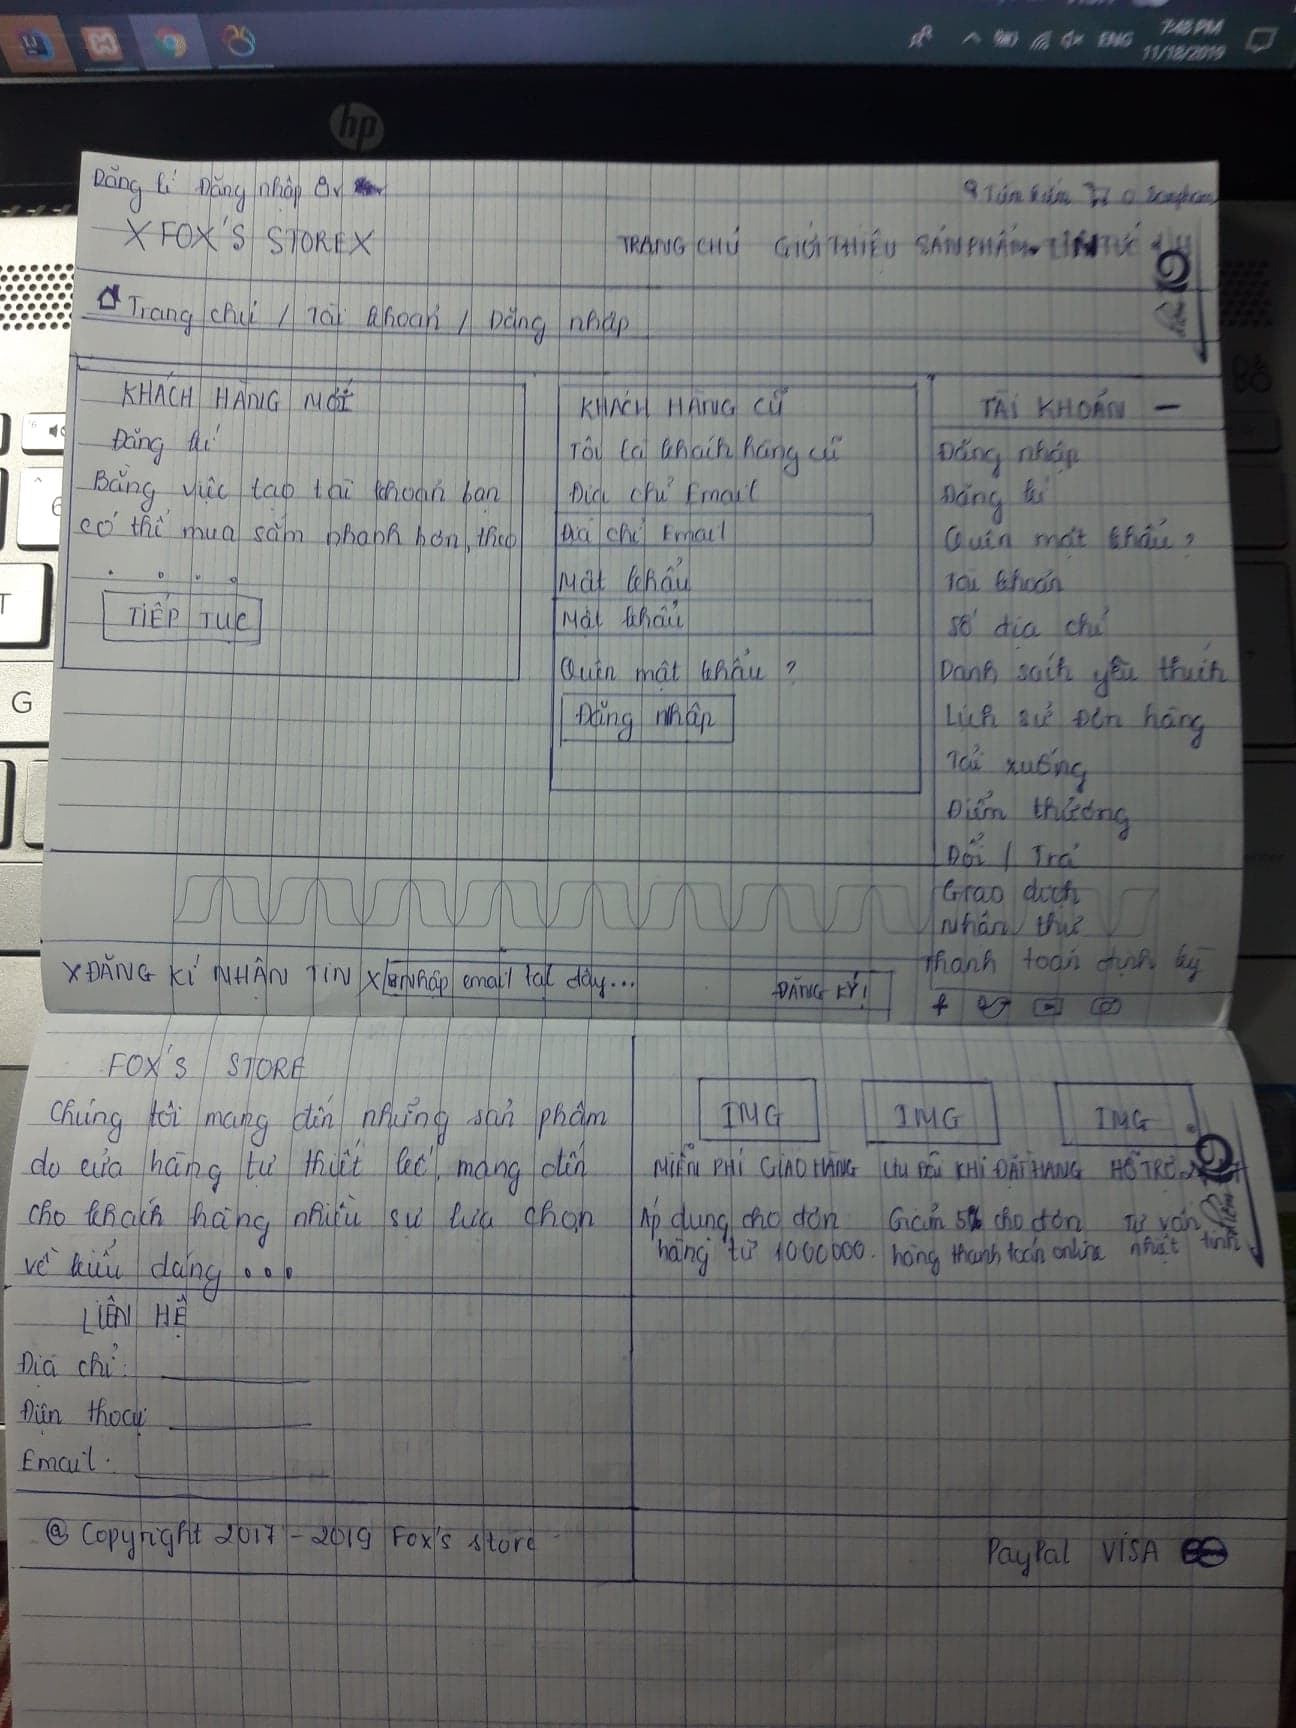 7:45 PM
ENG
11/18/2019
hp
Đăng kí Đăng nhập
Tìm kiếm 0
X FOX'S STORE X
TRANG CHỦ GIỚI THIỆU SẢN PHẨM TIN TỨC
Trang chủ / Tài khoản / Đăng nhập
KHÁCH HÀNG MỚI
Đăng kí
Bằng việc tạo tài khoản bạn
có thể mua sắm nhanh hơn, theo
. . . .
TIẾP TỤC
KHÁCH HÀNG CŨ
Tôi là khách hàng cũ
Địa chỉ Email
Địa chỉ Email
Mật khẩu
Mật khẩu
Quên mật khẩu ?
Đăng nhập
TÀI KHOẢN —
Đăng nhập
Đăng kí
Quên mật khẩu ?
Tài khoản
Sổ địa chỉ
Danh sách yêu thích
Lịch sử Đơn hàng
Tải xuống
Điểm thưởng
Đổi / Trả
Giao dịch
Nhận thư
Thanh toán định kỳ
X ĐĂNG KÍ NHẬN TIN X Nhập email tại đây...
ĐĂNG KÝ!
FOX'S STORE
Chúng tôi mang đến những sản phẩm
do cửa hàng tự thiết kế, mang đến
cho khách hàng nhiều sự lựa chọn
về kiểu dáng ...
IMG IMG IMG
MIỄN PHÍ GIAO HÀNG ƯU ĐÃI KHI ĐẶT HÀNG HỖ TRỢ
Áp dụng cho đơn
hàng từ 1000000.
Giảm 5% cho đơn
hàng thanh toán online
Tư vấn
nhiệt tình
LIÊN HỆ
Địa chỉ:
Điện thoại
Email:
@ Copyright 2017 - 2019 Fox's store
PayPal VISA